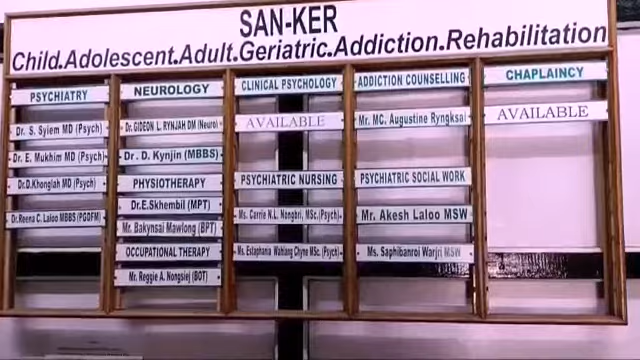 SAN-KER
Child.Adolescent.Adult.Geriatric.Addiction.Rehabilitation
PSYCHIATRY
Dr. S. Syiem MD (Psych)
Dr. E. Mukhim MD (Psych)
Dr.D.Khonglah MD (Psych)
Dr.Reena C. Laloo MBBS (PGDFM)
NEUROLOGY
Dr. GIDEON L. RYNJAH DM (Neuro)
Dr. D. Kynjin (MBBS)
PHYSIOTHERAPY
Dr.E.Skhembil (MPT)
Mr. Bakynsai Mawlong (BPT)
OCCUPATIONAL THERAPY
Mr. Reggie A. Nongsiej (BOT)
CLINICAL PSYCHOLOGY
AVAILABLE
PSYCHIATRIC NURSING
Ms. Carrie N.L. Nongbri, MSc.(Psych)
Ms. Estaphania Wahlang Chyne MSc. (Psych)
ADDICTION COUNSELLING
Mr. MC. Augustine Ryngksai
PSYCHIATRIC SOCIAL WORK
Mr. Akesh Laloo MSW
Ms. Saphibanroi Warjri MSW
CHAPLAINCY
AVAILABLE